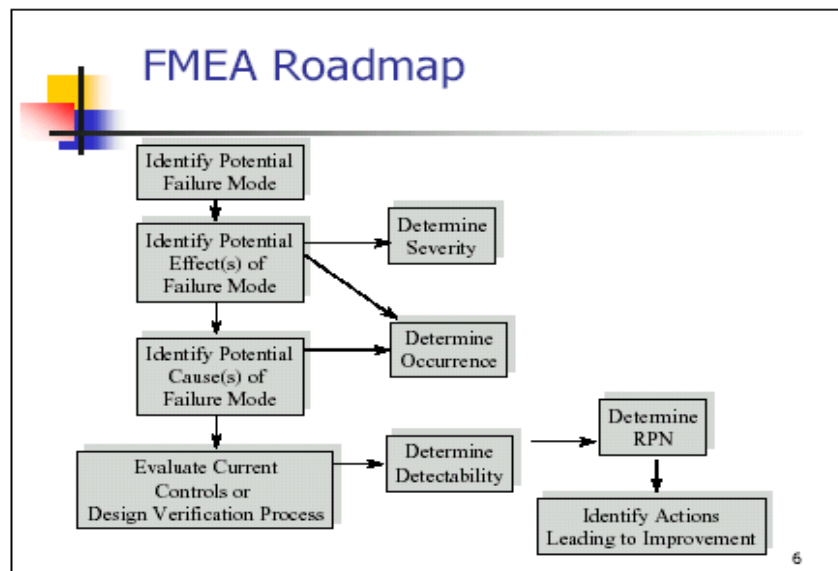 FMEA Roadmap
Identify Potential
Failure Mode
Identify Potential
Effect(s) of
Failure Mode
Determine
Severity
Identify Potential
Cause(s) of
Failure Mode
Determine
Occurrence
Evaluate Current
Controls or
Design Verification Process
Determine
Detectability
Determine
RPN
Identify Actions
Leading to Improvement
6